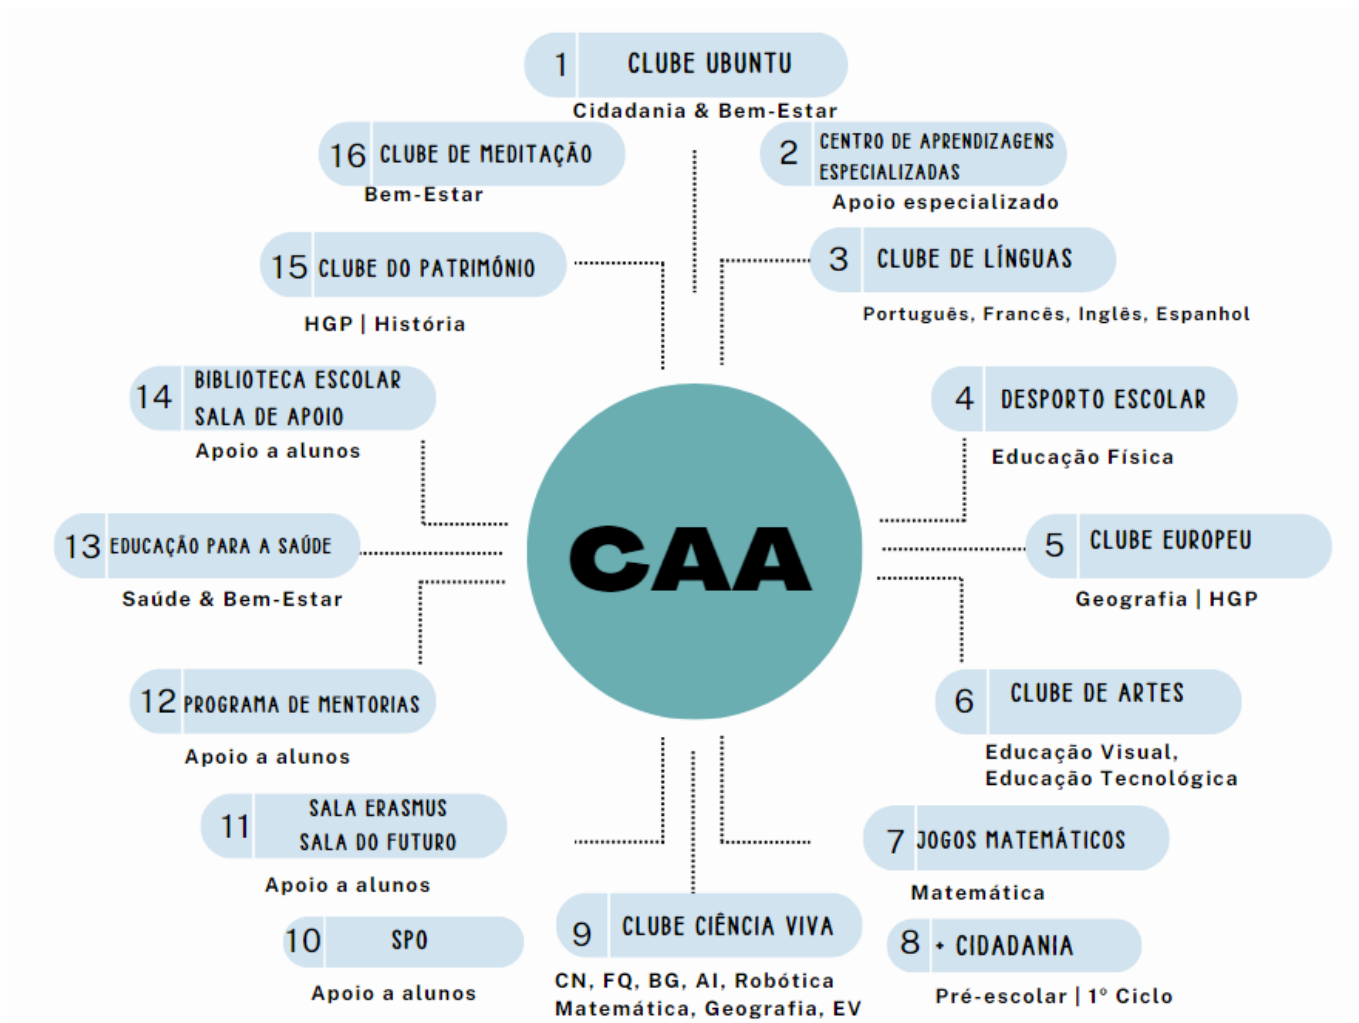 1 CLUBE UBUNTU
Cidadania & Bem-Estar
2 CENTRO DE APRENDIZAGENS
ESPECIALIZADAS
Apoio especializado
3 CLUBE DE LÍNGUAS
Português, Francês, Inglês, Espanhol
4 DESPORTO ESCOLAR
Educação Física
5 CLUBE EUROPEU
Geografia | HGP
6 CLUBE DE ARTES
Educação Visual,
Educação Tecnológica
7 JOGOS MATEMÁTICOS
Matemática
8 + CIDADANIA
Pré-escolar | 1º Ciclo
9 CLUBE CIÊNCIA VIVA
CN, FQ, BG, AI, Robótica
Matemática, Geografia, EV
10 SPO
Apoio a alunos
11 SALA ERASMUS
SALA DO FUTURO
Apoio a alunos
12 PROGRAMA DE MENTORIAS
Apoio a alunos
13 EDUCAÇÃO PARA A SAÚDE
Saúde & Bem-Estar
14 BIBLIOTECA ESCOLAR
SALA DE APOIO
Apoio a alunos
15 CLUBE DO PATRIMÓNIO
HGP | História
16 CLUBE DE MEDITAÇÃO
Bem-Estar
CAA